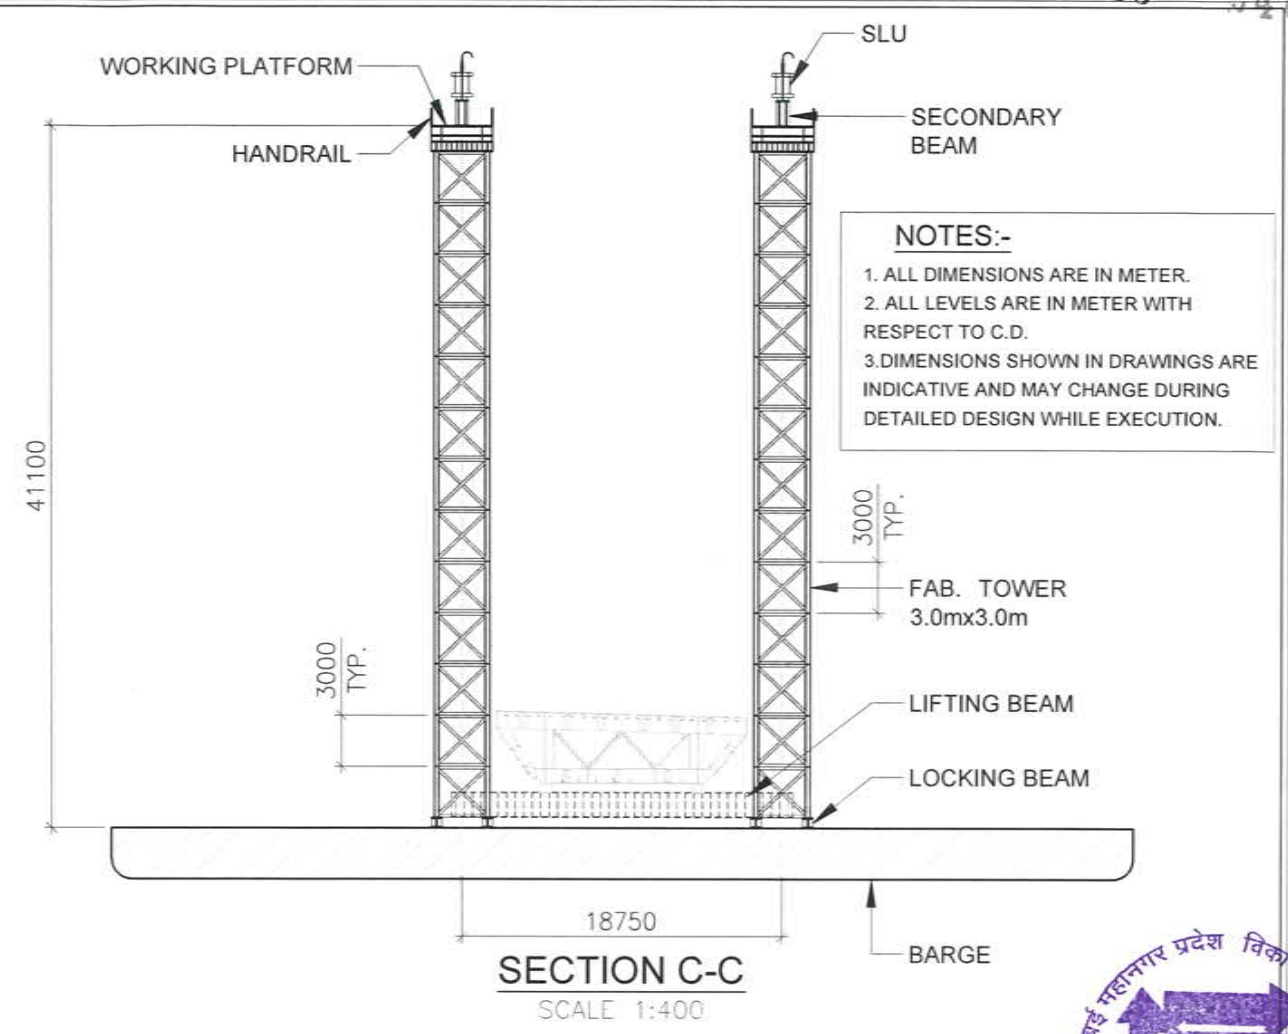 WORKING PLATFORM
HANDRAIL
SLU
SECONDARY
BEAM
NOTES:-
1. ALL DIMENSIONS ARE IN METER.
2. ALL LEVELS ARE IN METER WITH
RESPECT TO C.D.
3.DIMENSIONS SHOWN IN DRAWINGS ARE
INDICATIVE AND MAY CHANGE DURING
DETAILED DESIGN WHILE EXECUTION.
41100
3000
TYP.
FAB. TOWER
3.0mx3.0m
3000
TYP.
LIFTING BEAM
LOCKING BEAM
18750
BARGE
SECTION C-C
SCALE 1:400
महानगर प्रदेश